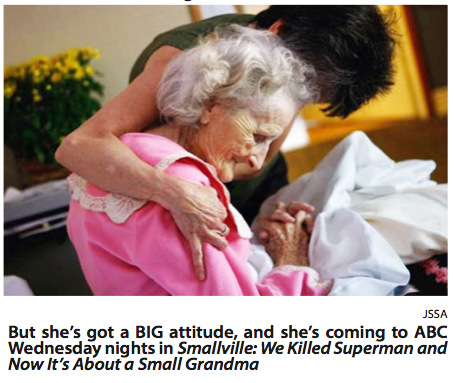 JSSA
But she's got a BIG attitude, and she's coming to ABC
Wednesday nights in Smallville: We Killed Superman and
Now It's About a Small Grandma